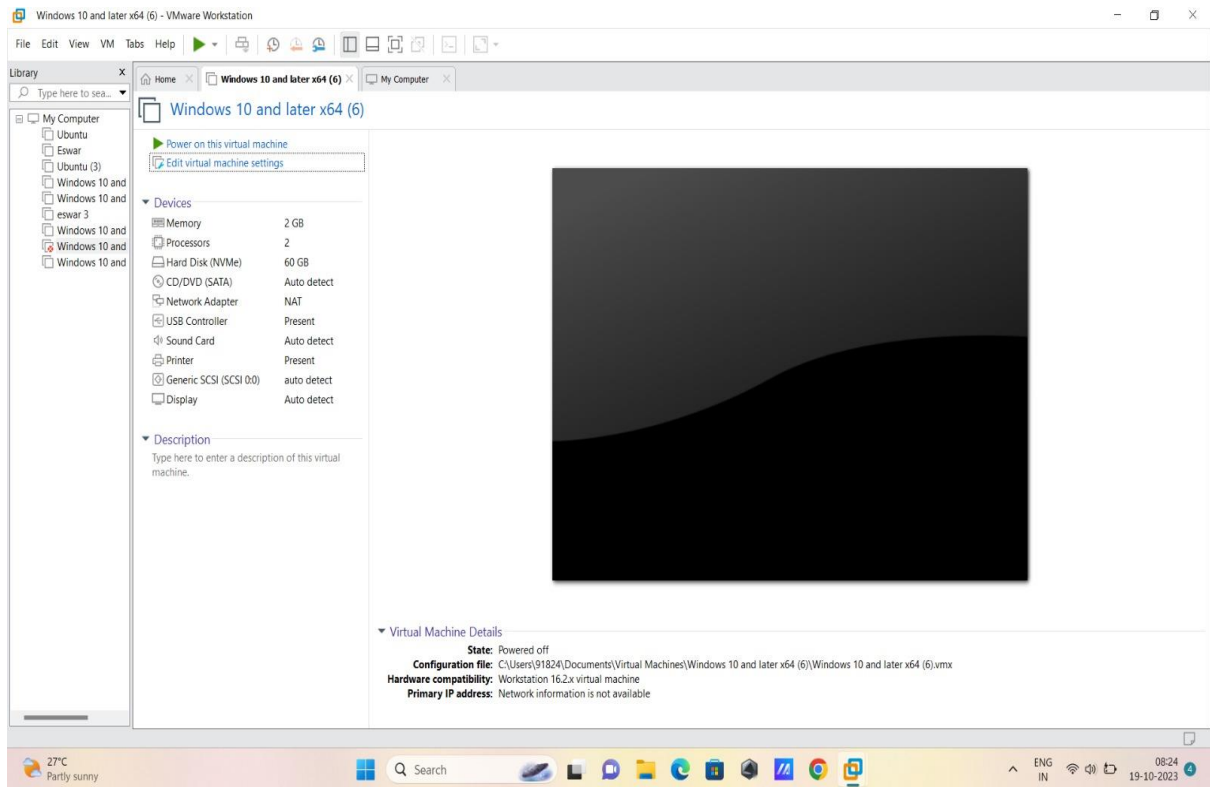 Windows 10 and later x64 (6) - VMware Workstation
File Edit View VM Tabs Help
Library X
Type here to sea...
My Computer
Ubuntu
Eswar
Ubuntu (3)
Windows 10 and
Windows 10 and
eswar 3
Windows 10 and
Windows 10 and
Windows 10 and
Home Windows 10 and later x64 (6) My Computer
Windows 10 and later x64 (6)
Power on this virtual machine
Edit virtual machine settings
Devices
Memory 2 GB
Processors 2
Hard Disk (NVMe) 60 GB
CD/DVD (SATA) Auto detect
Network Adapter NAT
USB Controller Present
Sound Card Auto detect
Printer Present
Generic SCSI (SCSI 0:0) auto detect
Display Auto detect
Description
Type here to enter a description of this virtual
machine.
Virtual Machine Details
State: Powered off
Configuration file: C:\Users\91824\Documents\Virtual Machines\Windows 10 and later x64 (6)\Windows 10 and later x64 (6).vmx
Hardware compatibility: Workstation 16.2.x virtual machine
Primary IP address: Network information is not available
27°C
Partly sunny
Search
ENG
IN
08:24
19-10-2023
4